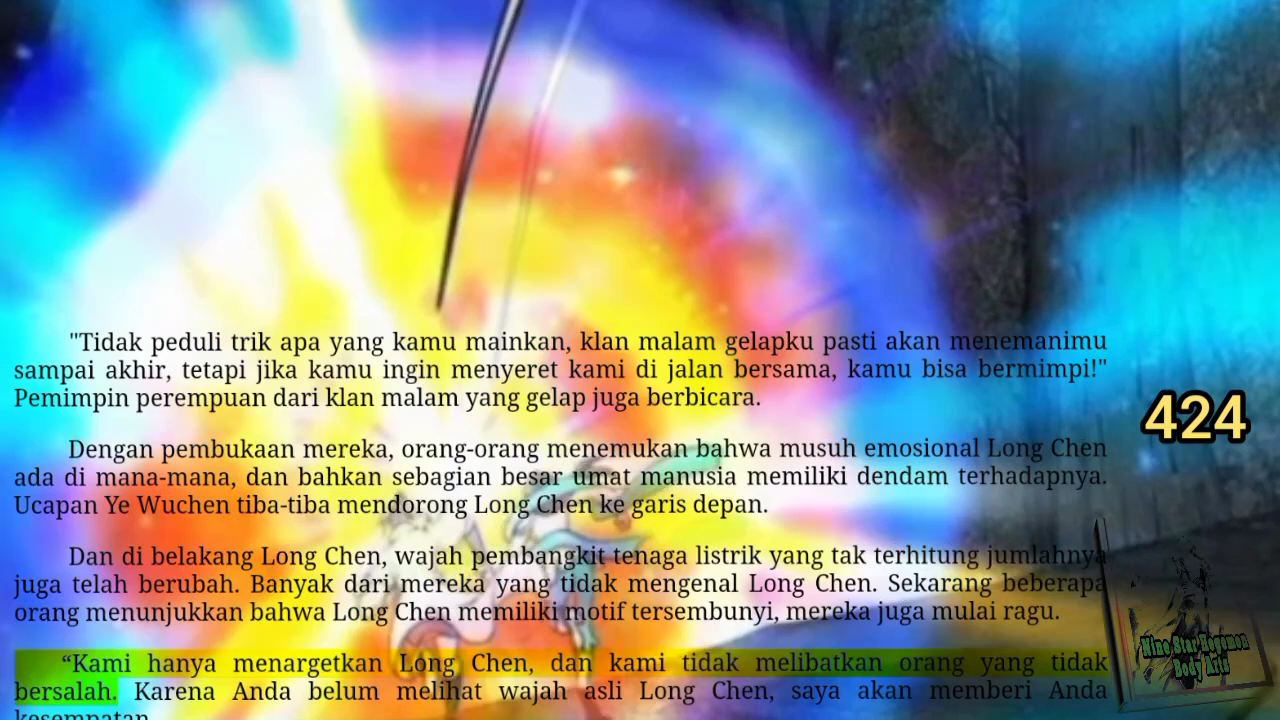 "Tidak peduli trik apa yang kamu mainkan, klan malam gelapku pasti akan menemanimu
sampai akhir, tetapi jika kamu ingin menyeret kami di jalan bersama, kamu bisa bermimpi!"
Pemimpin perempuan dari klan malam yang gelap juga berbicara.
Dengan pembukaan mereka, orang-orang menemukan bahwa musuh emosional Long Chen
ada di mana-mana, dan bahkan sebagian besar umat manusia memiliki dendam terhadapnya.
Ucapan Ye Wuchen tiba-tiba mendorong Long Chen ke garis depan.
Dan di belakang Long Chen, wajah pembangkit tenaga listrik yang tak terhitung jumlahnya
juga telah berubah. Banyak dari mereka yang tidak mengenal Long Chen. Sekarang beberapa
orang menunjukkan bahwa Long Chen memiliki motif tersembunyi, mereka juga mulai ragu.
“Kami hanya menargetkan Long Chen, dan kami tidak melibatkan orang yang tidak
bersalah. Karena Anda belum melihat wajah asli Long Chen, saya akan memberi Anda
kesempatan
424
Nine Star Hegemon
Body Arts